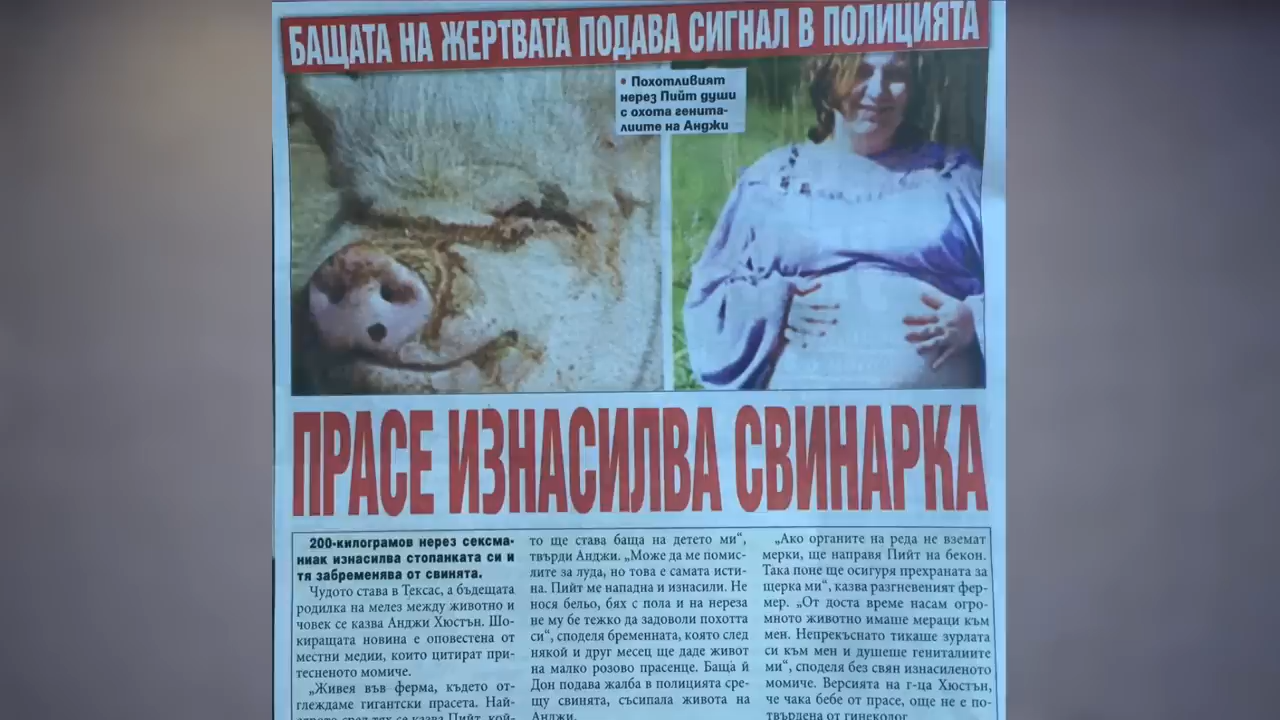 БАЩАТА НА ЖЕРТВАТА ПОДАВА СИГНАЛ В ПОЛИЦИЯТА
• Похотливият
нерез Пийт души
с охота генита-
лиите на Анджи
ПРАСЕ ИЗНАСИЛВА СВИНАРКА
200-килограмов нерез сексма-
ниак изнасилва стопанката си и
тя забременява от свинята.
Чудото става в Тексас, а бъдещата
родилка на мелез между животно и
човек се казва Анджи Хюстън. Шо-
киращата новина е оповестена от
местни медии, които цитират при-
тесненото момиче.
„Живея във ферма, където от-
глеждаме гигантски прасета. Най-
се казва Пийт, кой-
то ще става баща на детето ми“,
твърди Анджи. „Може да ме помис-
лите за луда, но това е самата исти-
на. Пийт ме нападна и изнасили. Не
нося бельо, бях с пола и на нереза
не му бе тежко да задоволи похотта
си“, споделя бременната, която след
някой и друг месец ще даде живот
на малко розово прасенце. Баща й
Дон подава жалба в полицията сре-
щу свинята, съсипала живота на
Анджи.
„Ако органите на реда не вземат
мерки, ще направя Пийт на бекон.
Така поне ще осигуря прехраната за
щерка ми“, казва разгневеният фер-
мер. „От доста време насам огро-
мното животно имаше мераци към
мен. Непрекъснато тикаше зурлата
си към мен и душеше гениталиите
ми“, споделя без свян изнасиленото
момиче. Версията на г-ца Хюстън,
че чака бебе от прасе, още не е по-
твърдена от гинеколог